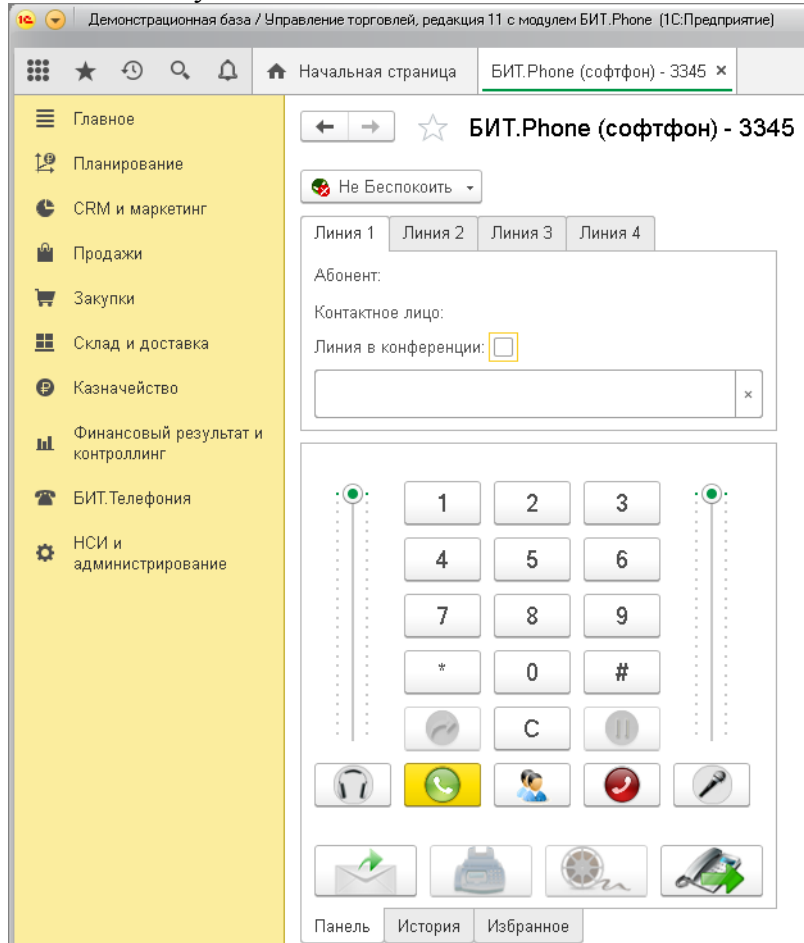 1С Демонстрационная база / Управление торговлей, редакция 11 с модулем БИТ.Phone (1С:Предприятие)
Начальная страница
БИТ.Phone (софтфон) - 3345 ×
Главное
Планирование
CRM и маркетинг
Продажи
Закупки
Склад и доставка
Казначейство
Финансовый результат и
контроллинг
БИТ.Телефония
НСИ и
администрирование
БИТ.Phone (софтфон) - 3345
Не Беспокоить
Линия 1 Линия 2 Линия 3 Линия 4
Абонент:
Контактное лицо:
Линия в конференции:
×
1 2 3
4 5 6
7 8 9
* 0 #
C
Панель История Избранное